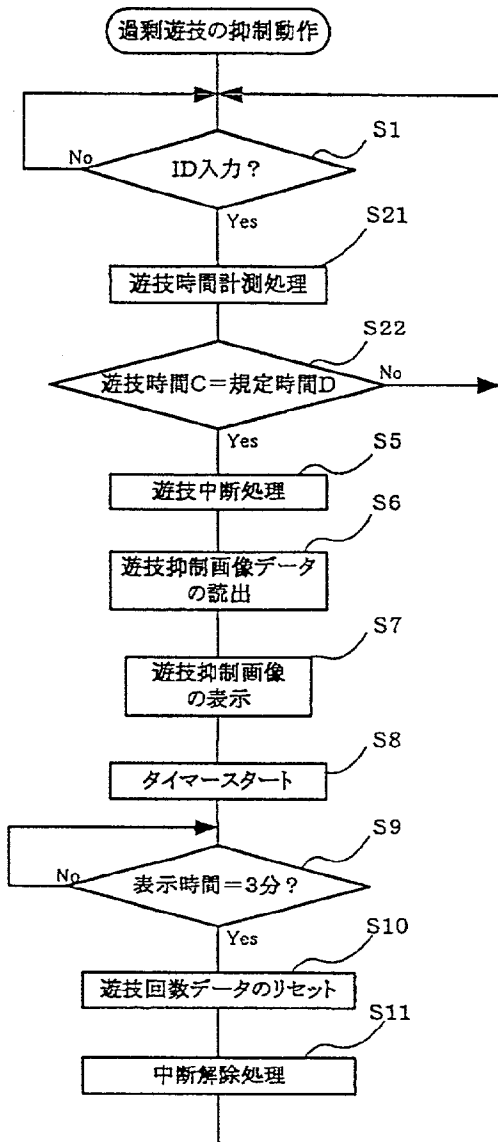 過剰遊技の抑制動作
S1
No
ID入力？
Yes
S21
遊技時間計測処理
S22
遊技時間C＝規定時間D
No
Yes
S5
遊技中断処理
S6
遊技抑制画像データ
の読出
S7
遊技抑制画像
の表示
S8
タイマースタート
S9
No
表示時間＝3分？
Yes
S10
遊技回数データのリセット
S11
中断解除処理